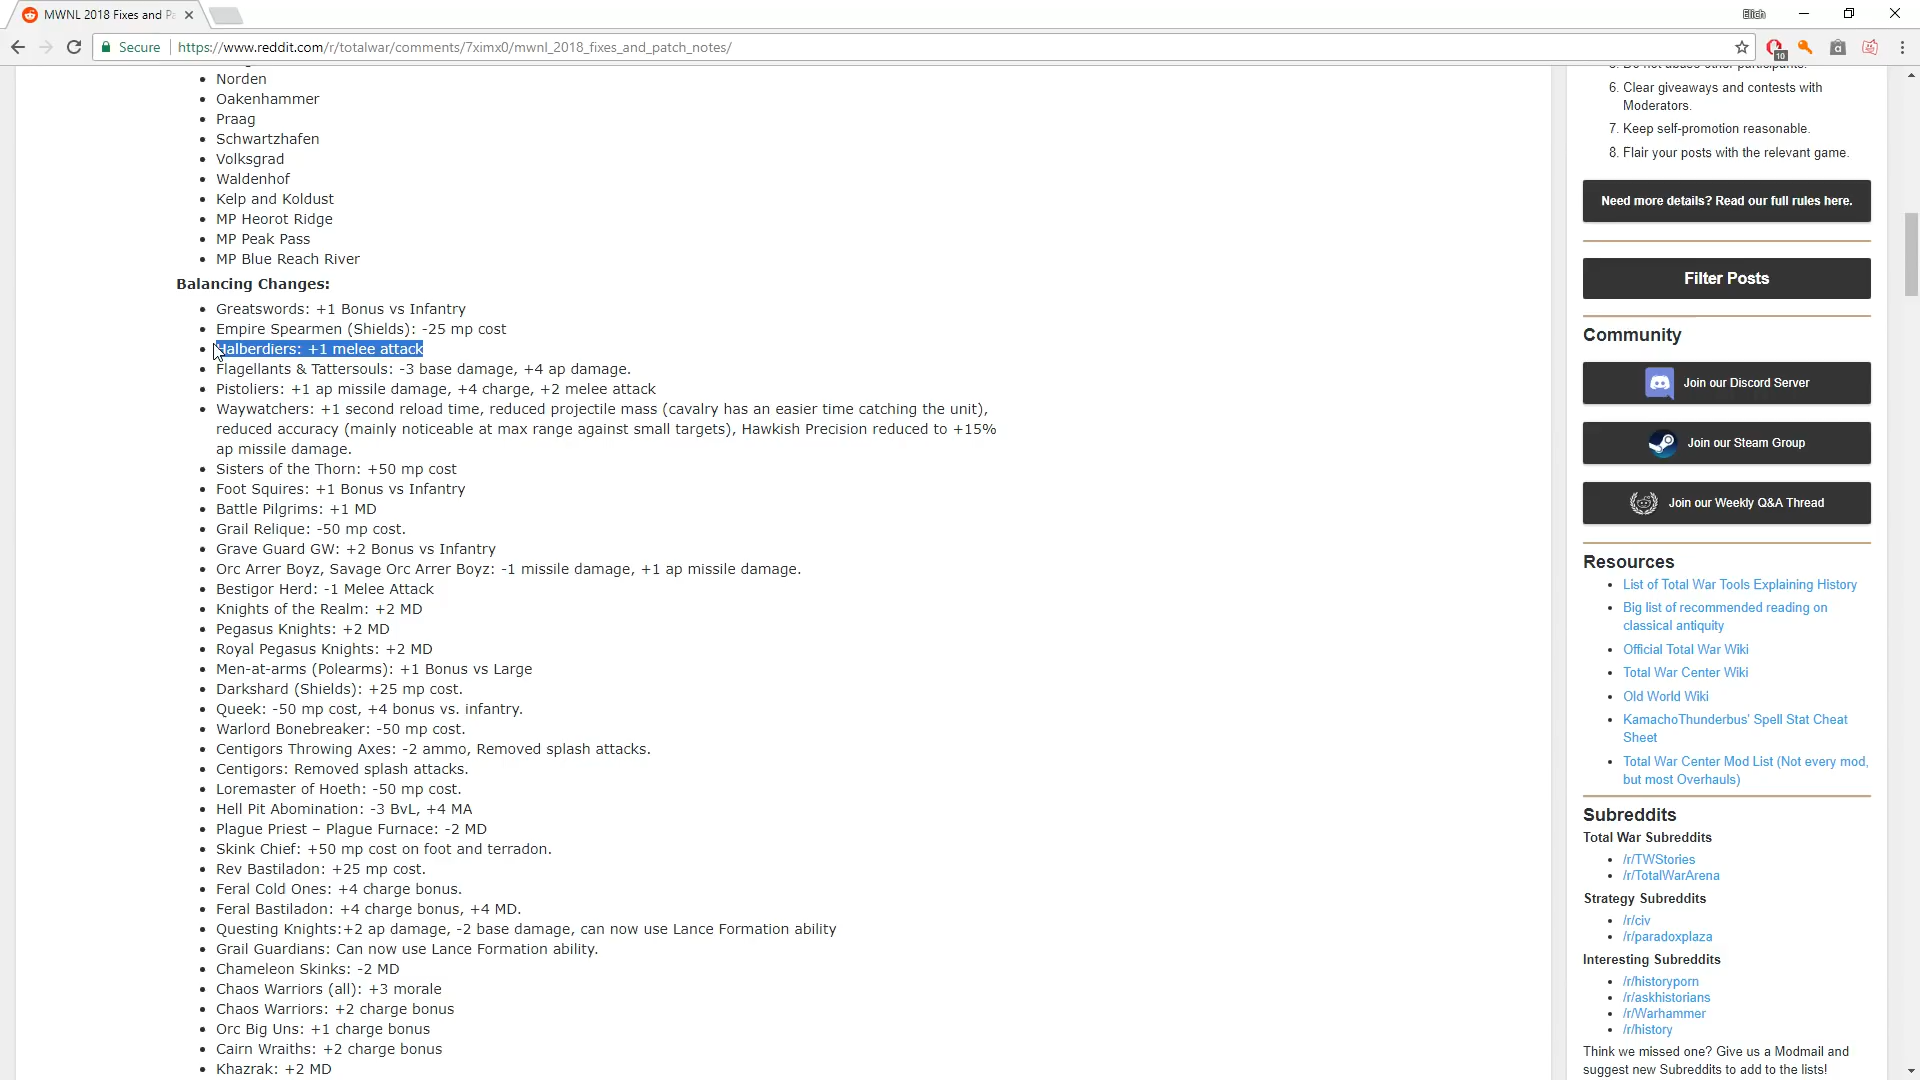 MWNL 2018 Fixes and Pa
Elich
Secure
https://www.reddit.com/r/totalwar/comments/7ximx0/mwnl_2018_fixes_and_patch_notes/
10
Norden
Oakenhammer
Praag
Schwartzhafen
Volksgrad
Waldenhof
Kelp and Koldust
MP Heorot Ridge
MP Peak Pass
MP Blue Reach River
Balancing Changes:
Greatswords: +1 Bonus vs Infantry
Empire Spearmen (Shields): -25 mp cost
Halberdiers: +1 melee attack
Flagellants & Tattersouls: -3 base damage, +4 ap damage.
Pistoliers: +1 ap missile damage, +4 charge, +2 melee attack
Waywatchers: +1 second reload time, reduced projectile mass (cavalry has an easier time catching the unit),
reduced accuracy (mainly noticeable at max range against small targets), Hawkish Precision reduced to +15%
ap missile damage.
Sisters of the Thorn: +50 mp cost
Foot Squires: +1 Bonus vs Infantry
Battle Pilgrims: +1 MD
Grail Relique: -50 mp cost.
Grave Guard GW: +2 Bonus vs Infantry
Orc Arrer Boyz, Savage Orc Arrer Boyz: -1 missile damage, +1 ap missile damage.
Bestigor Herd: -1 Melee Attack
Knights of the Realm: +2 MD
Pegasus Knights: +2 MD
Royal Pegasus Knights: +2 MD
Men-at-arms (Polearms): +1 Bonus vs Large
Darkshard (Shields): +25 mp cost.
Queek: -50 mp cost, +4 bonus vs. infantry.
Warlord Bonebreaker: -50 mp cost.
Centigors Throwing Axes: -2 ammo, Removed splash attacks.
Centigors: Removed splash attacks.
Loremaster of Hoeth: -50 mp cost.
Hell Pit Abomination: -3 BvL, +4 MA
Plague Priest – Plague Furnace: -2 MD
Skink Chief: +50 mp cost on foot and terradon.
Rev Bastiladon: +25 mp cost.
Feral Cold Ones: +4 charge bonus.
Feral Bastiladon: +4 charge bonus, +4 MD.
Questing Knights:+2 ap damage, -2 base damage, can now use Lance Formation ability
Grail Guardians: Can now use Lance Formation ability.
Chameleon Skinks: -2 MD
Chaos Warriors (all): +3 morale
Chaos Warriors: +2 charge bonus
Orc Big Uns: +1 charge bonus
Cairn Wraiths: +2 charge bonus
Khazrak: +2 MD
5. Do not abuse other participants.
6. Clear giveaways and contests with
Moderators.
7. Keep self-promotion reasonable.
8. Flair your posts with the relevant game.
Need more details? Read our full rules here.
Filter Posts
Community
Join our Discord Server
Join our Steam Group
Join our Weekly Q&A Thread
Resources
List of Total War Tools Explaining History
Big list of recommended reading on
classical antiquity
Official Total War Wiki
Total War Center Wiki
Old World Wiki
KamachoThunderbus' Spell Stat Cheat
Sheet
Total War Center Mod List (Not every mod,
but most Overhauls)
Subreddits
Total War Subreddits
/r/TWStories
/r/TotalWarArena
Strategy Subreddits
/r/civ
/r/paradoxplaza
Interesting Subreddits
/r/historyporn
/r/askhistorians
/r/Warhammer
/r/history
Think we missed one? Give us a Modmail and
suggest new Subreddits to add to the lists!